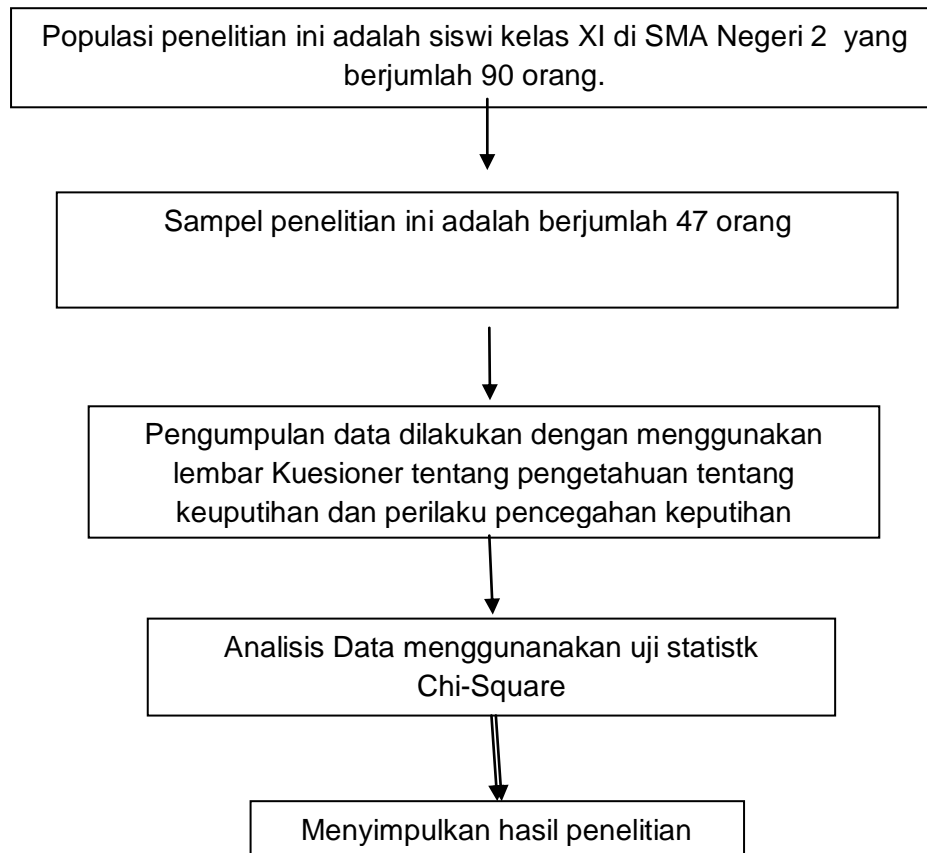 Populasi penelitian ini adalah siswi kelas XI di SMA Negeri 2 yang
berjumlah 90 orang.
Sampel penelitian ini adalah berjumlah 47 orang
Pengumpulan data dilakukan dengan menggunakan
lembar Kuesioner tentang pengetahuan tentang
keuputihan dan perilaku pencegahan keputihan
Analisis Data menggunanakan uji statistk
Chi-Square
Menyimpulkan hasil penelitian